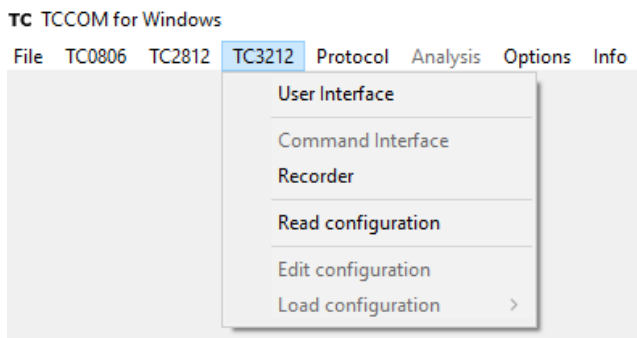 TC TCCOM for Windows
File TC0806 TC2812 TC3212 Protocol Analysis Options Info
User Interface
Command Interface
Recorder
Read configuration
Edit configuration
Load configuration